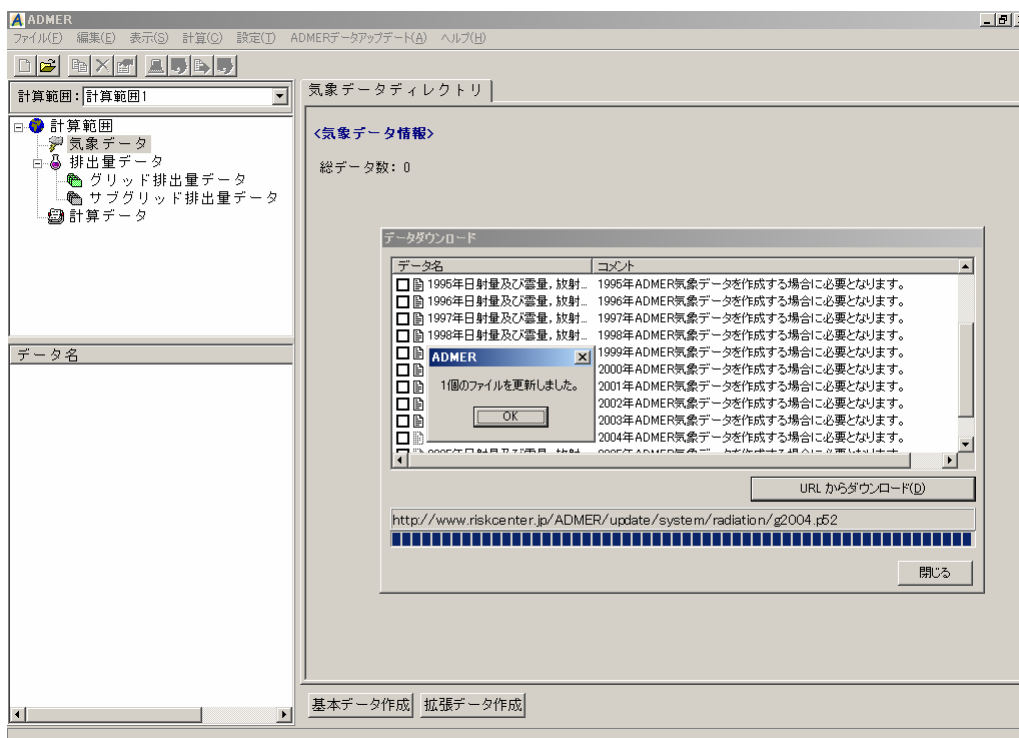 ADMER
ファイル(F) 編集(E) 表示(S) 計算(C) 設定(T) ADMERデータアップデート(A) ヘルプ(H)
計算範囲: 計算範囲1
計算範囲
気象データ
排出量データ
グリッド排出量データ
サブグリッド排出量データ
計算データ
データ名
気象データディレクトリ
<気象データ情報>
総データ数: 0
データダウンロード
データ名 コメント
1995年日射量及び雲量, 放射... 1995年ADMER気象データを作成する場合に必要となります。
1996年日射量及び雲量, 放射... 1996年ADMER気象データを作成する場合に必要となります。
1997年日射量及び雲量, 放射... 1997年ADMER気象データを作成する場合に必要となります。
1998年日射量及び雲量, 放射... 1998年ADMER気象データを作成する場合に必要となります。
1999年ADMER気象データを作成する場合に必要となります。
2000年ADMER気象データを作成する場合に必要となります。
2001年ADMER気象データを作成する場合に必要となります。
2002年ADMER気象データを作成する場合に必要となります。
2003年ADMER気象データを作成する場合に必要となります。
2004年ADMER気象データを作成する場合に必要となります。
ADMER
1個のファイルを更新しました。
OK
URL からダウンロード(D)
http://www.riskcenter.jp/ADMER/update/system/radiation/g2004.p52
閉じる
基本データ作成 拡張データ作成